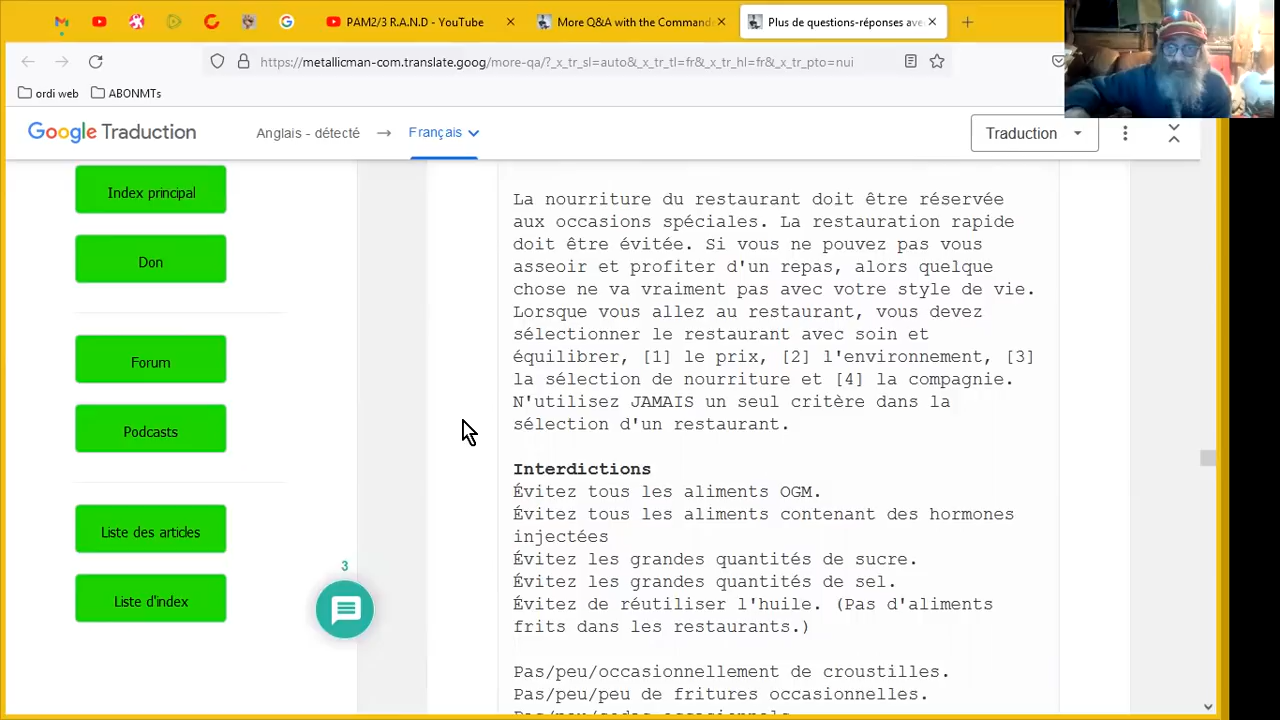 PAM2/3 R.A.N.D - YouTube
More Q&A with the Command
Plus de questions-réponses ave
https://metallicman-com.translate.goog/more-qa/?_x_tr_sl=auto&_x_tr_tl=fr&_x_tr_hl=fr&_x_tr_pto=nui
ordi web
ABONMTs
Google Traduction
Anglais - détecté
Français
Traduction
Index principal
Don
Forum
Podcasts
Liste des articles
Liste d'index
3
La nourriture du restaurant doit être réservée
aux occasions spéciales. La restauration rapide
doit être évitée. Si vous ne pouvez pas vous
asseoir et profiter d'un repas, alors quelque
chose ne va vraiment pas avec votre style de vie.
Lorsque vous allez au restaurant, vous devez
sélectionner le restaurant avec soin et
équilibrer, [1] le prix, [2] l'environnement, [3]
la sélection de nourriture et [4] la compagnie.
N'utilisez JAMAIS un seul critère dans la
sélection d'un restaurant.
Interdictions
Évitez tous les aliments OGM.
Évitez tous les aliments contenant des hormones
injectées
Évitez les grandes quantités de sucre.
Évitez les grandes quantités de sel.
Évitez de réutiliser l'huile. (Pas d'aliments
frits dans les restaurants.)
Pas/peu/occasionnellement de croustilles.
Pas/peu/peu de fritures occasionnelles.